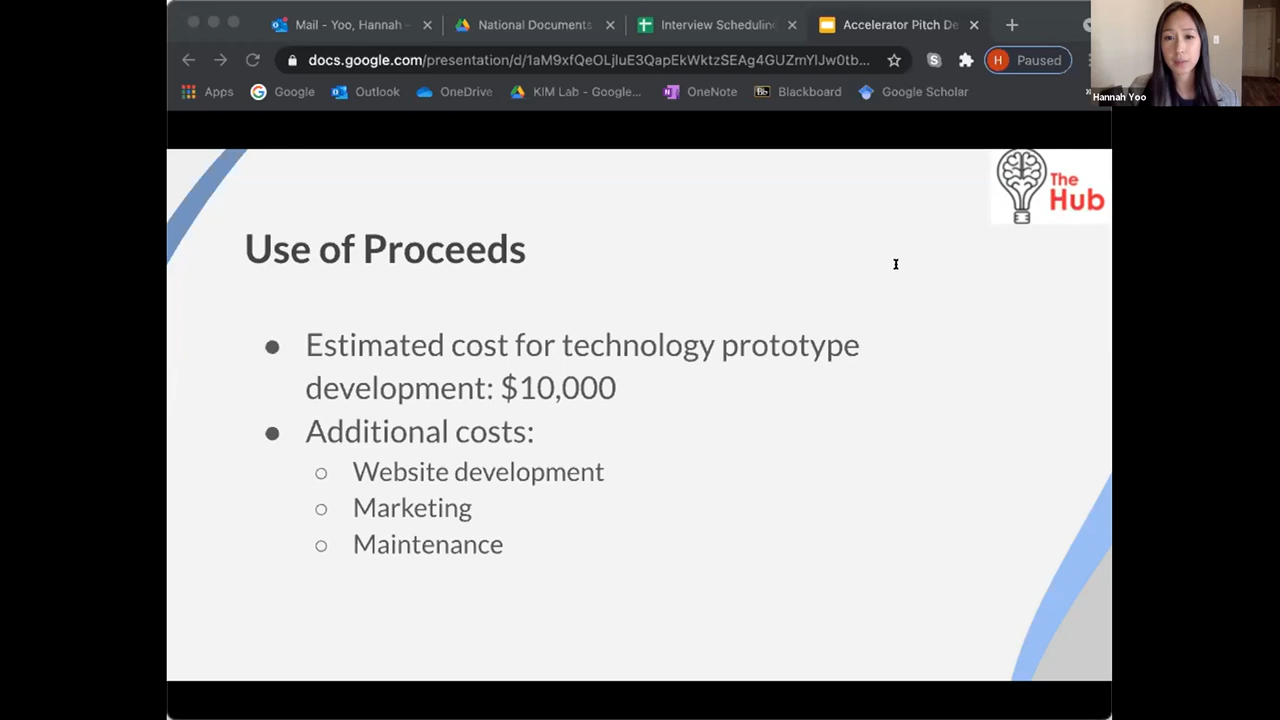 Mail - Yoo, Hannah -
National Documents
Interview Scheduling
Accelerator Pitch De
docs.google.com/presentation/d/1aM9xfQeOLjluE3QapEkWktzSEAg4GUZmYlJw0tb...
H Paused
Apps
Google
Outlook
OneDrive
KIM Lab - Google...
OneNote
Blackboard
Google Scholar
»
Hannah Yoo
The
Hub
Use of Proceeds
● Estimated cost for technology prototype
development: $10,000
● Additional costs:
○ Website development
○ Marketing
○ Maintenance